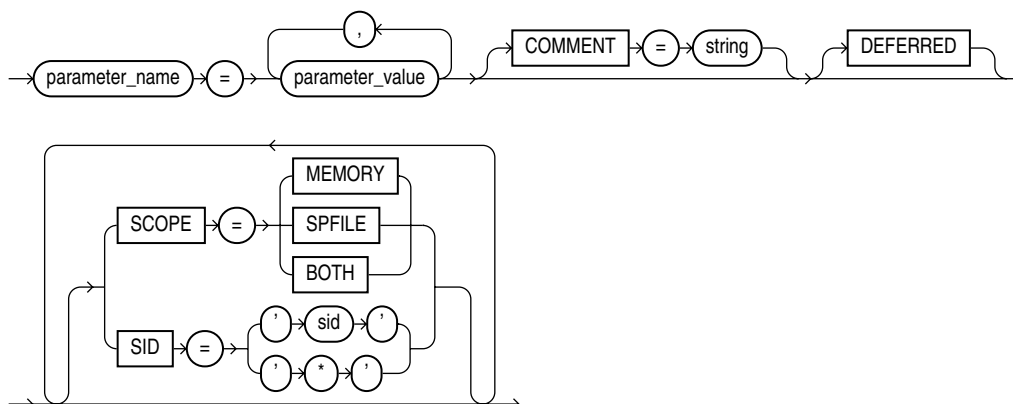 ,
COMMENT = string DEFERRED
parameter_name = parameter_value
MEMORY
SCOPE = SPFILE
BOTH
' sid '
SID =
' * '